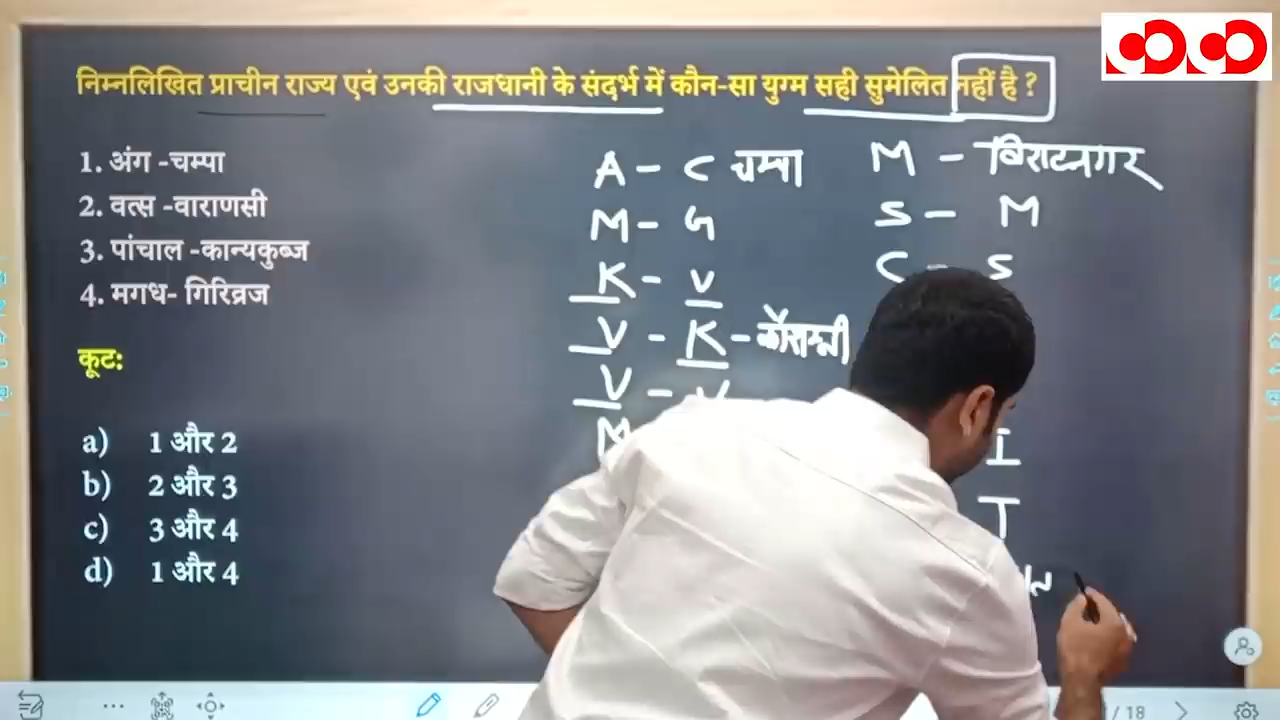 निम्नलिखित प्राचीन राज्य एवं उनकी राजधानी के संदर्भ में कौन-सा युग्म सही सुमेलित नहीं है ?
1. अंग -चम्पा
2. वत्स -वाराणसी
3. पांचाल -कान्यकुब्ज
4. मगध- गिरिव्रज
कूट:
a) 1 और 2
b) 2 और 3
c) 3 और 4
d) 1 और 4
A - C चम्पा
M - G
K - V
V - K - कौशाम्बी
V - V
M
M - विराटनगर
S - M
C - S
I
T
/ 18